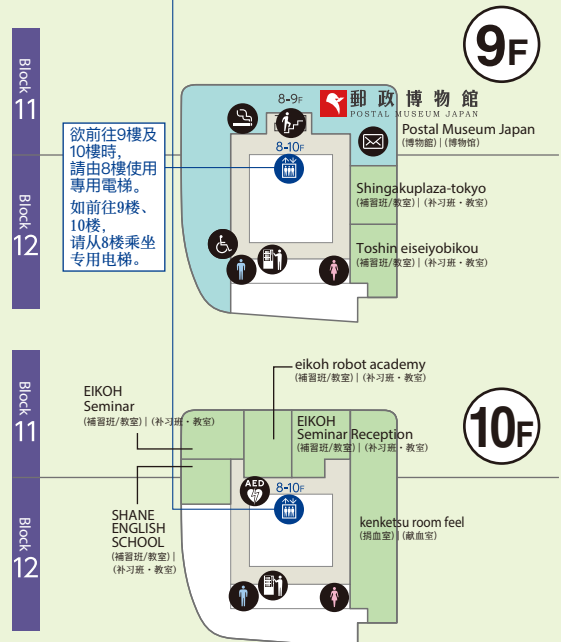 9F
Block
11
Block
12
欲前往9樓及
10樓時，
請由8樓使用
專用電梯。
如前往9楼、
10楼，
请从8楼乘坐
专用电梯。
8-9F
郵政博物館
POSTAL MUSEUM JAPAN
Postal Museum Japan
(博物館) | (博物馆)
8-10F
Shingakuplaza-tokyo
(補習班/教室) | (补习班・教室)
Toshin eiseiyobikou
(補習班/教室) | (补习班・教室)
10F
Block
11
Block
12
eikoh robot academy
(補習班/教室) | (补习班・教室)
EIKOH
Seminar
(補習班/教室) | (补习班・教室)
EIKOH
Seminar Reception
(補習班/教室) | (补习班・教室)
AED
8-10F
SHANE
ENGLISH
SCHOOL
(補習班/教室) |
(补习班・教室)
kenketsu room feel
(捐血室) | (献血室)